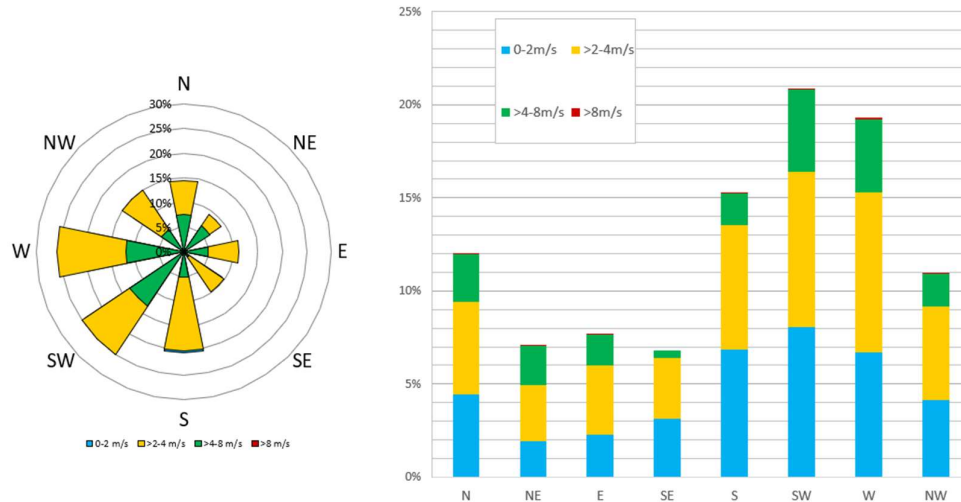 N
30%
25%
20%
15%
10%
5%
0%
NE
E
SE
S
SW
W
NW
0-2 m/s >2-4 m/s >4-8 m/s >8 m/s
25%
20%
15%
10%
5%
0%
0-2m/s >2-4m/s
>4-8m/s >8m/s
N NE E SE S SW W NW